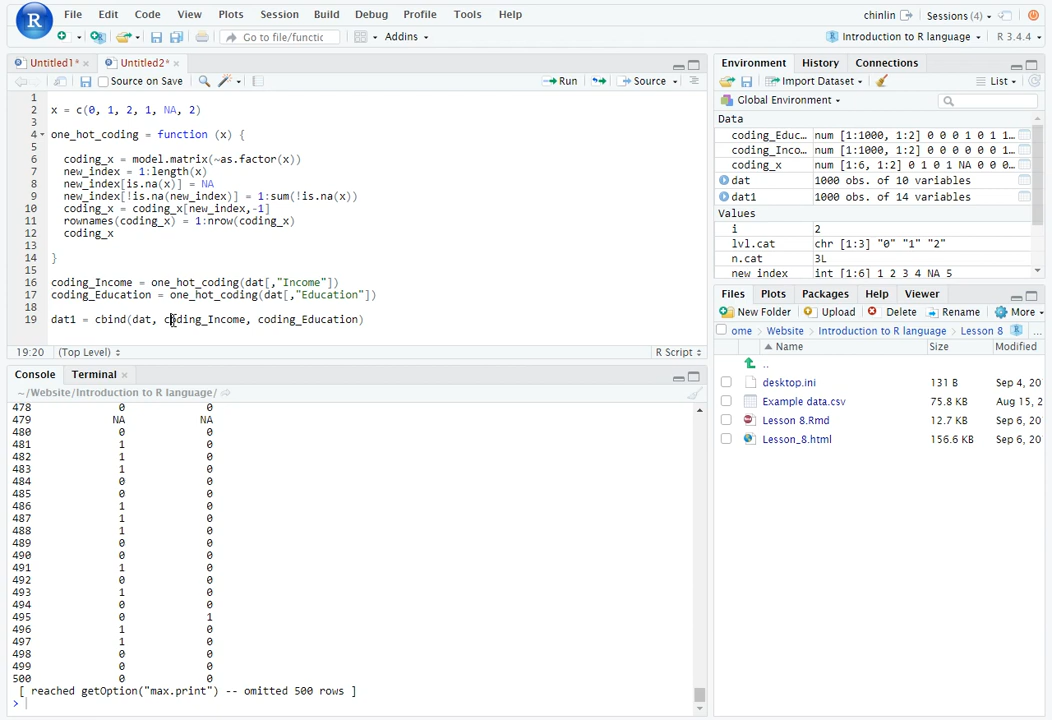 File Edit Code View Plots Session Build Debug Profile Tools Help
chinlin Sessions (4)
Go to file/functic Addins
Introduction to R language R 3.4.4
Untitled1* × Untitled2* ×
Source on Save Run Source
1
2 x = c(0, 1, 2, 1, NA, 2)
3
4 one_hot_coding = function (x) {
5
6 coding_x = model.matrix(~as.factor(x))
7 new_index = 1:length(x)
8 new_index[is.na(x)] = NA
9 new_index[!is.na(new_index)] = 1:sum(!is.na(x))
10 coding_x = coding_x[new_index,-1]
11 rownames(coding_x) = 1:nrow(coding_x)
12 coding_x
13
14 }
15
16 coding_Income = one_hot_coding(dat[,"Income"])
17 coding_Education = one_hot_coding(dat[,"Education"])
18
19 dat1 = cbind(dat, coding_Income, coding_Education)
19:20 (Top Level) R Script
Console Terminal ×
~/Website/Introduction to R language/
478 0 0
479 NA NA
480 0 0
481 1 0
482 1 0
483 1 0
484 0 0
485 0 0
486 1 0
487 1 0
488 1 0
489 0 0
490 0 0
491 1 0
492 0 0
493 1 0
494 0 0
495 0 1
496 1 0
497 1 0
498 0 0
499 0 0
500 0 0
[ reached getOption("max.print") -- omitted 500 rows ]
>
Environment History Connections
Import Dataset List
Global Environment
Data
coding_Educ… num [1:1000, 1:2] 0 0 0 1 0 1 1…
coding_Inco… num [1:1000, 1:2] 0 0 0 0 0 0 0…
coding_x num [1:6, 1:2] 0 1 0 1 NA 0 0 0…
dat 1000 obs. of 10 variables
dat1 1000 obs. of 14 variables
Values
i 2
lvl.cat chr [1:3] "0" "1" "2"
n.cat 3L
new_index int [1:6] 1 2 3 4 NA 5
Files Plots Packages Help Viewer
New Folder Upload Delete Rename More
ome Website Introduction to R language Lesson 8 ...
Name Size Modified
..
desktop.ini 131 B Sep 4, 20
Example data.csv 75.8 KB Aug 15, 2
Lesson 8.Rmd 12.7 KB Sep 6, 20
Lesson_8.html 156.6 KB Sep 6, 20